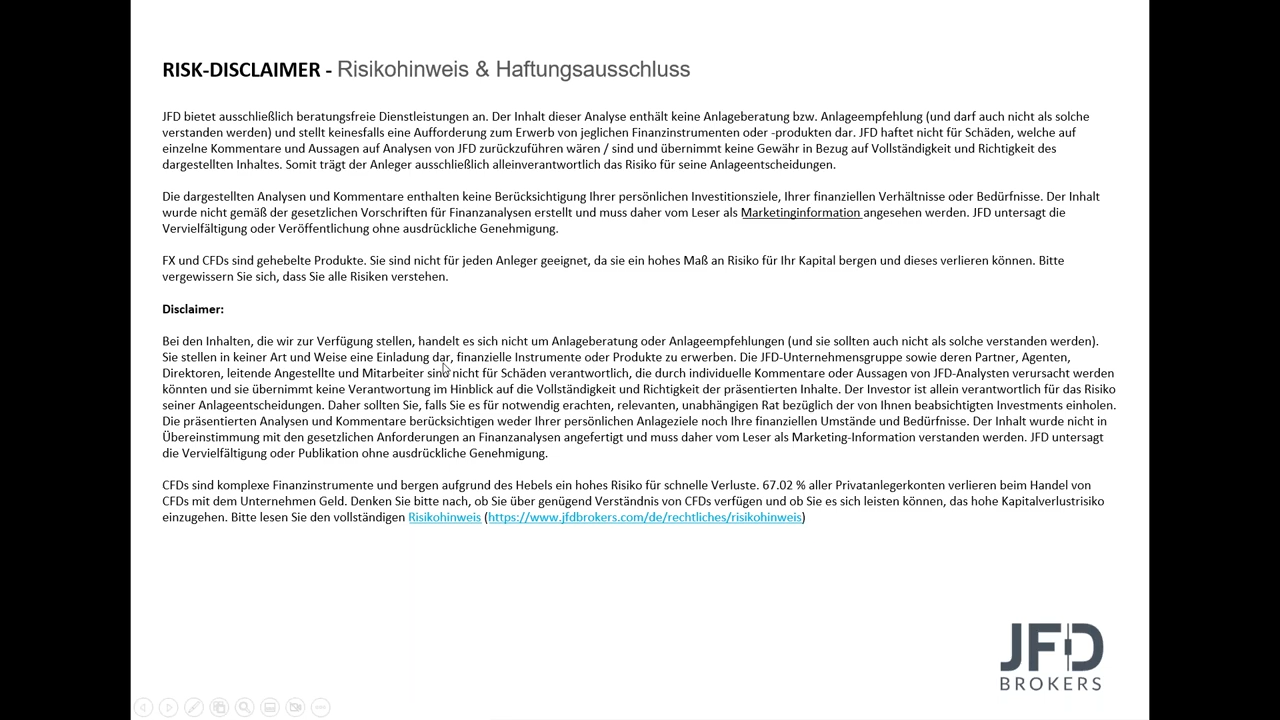 RISK-DISCLAIMER - Risikohinweis & Haftungsausschluss
JFD bietet ausschließlich beratungsfreie Dienstleistungen an. Der Inhalt dieser Analyse enthält keine Anlageberatung bzw. Anlageempfehlung (und darf auch nicht als solche
verstanden werden) und stellt keinesfalls eine Aufforderung zum Erwerb von jeglichen Finanzinstrumenten oder -produkten dar. JFD haftet nicht für Schäden, welche auf
einzelne Kommentare und Aussagen auf Analysen von JFD zurückzuführen wären / sind und übernimmt keine Gewähr in Bezug auf Vollständigkeit und Richtigkeit des
dargestellten Inhaltes. Somit trägt der Anleger ausschließlich alleinverantwortlich das Risiko für seine Anlageentscheidungen.
Die dargestellten Analysen und Kommentare enthalten keine Berücksichtigung Ihrer persönlichen Investitionsziele, Ihrer finanziellen Verhältnisse oder Bedürfnisse. Der Inhalt
wurde nicht gemäß der gesetzlichen Vorschriften für Finanzanalysen erstellt und muss daher vom Leser als Marketinginformation angesehen werden. JFD untersagt die
Vervielfältigung oder Veröffentlichung ohne ausdrückliche Genehmigung.
FX und CFDs sind gehebelte Produkte. Sie sind nicht für jeden Anleger geeignet, da sie ein hohes Maß an Risiko für Ihr Kapital bergen und dieses verlieren können. Bitte
vergewissern Sie sich, dass Sie alle Risiken verstehen.
Disclaimer:
Bei den Inhalten, die wir zur Verfügung stellen, handelt es sich nicht um Anlageberatung oder Anlageempfehlungen (und sie sollten auch nicht als solche verstanden werden).
Sie stellen in keiner Art und Weise eine Einladung dar, finanzielle Instrumente oder Produkte zu erwerben. Die JFD-Unternehmensgruppe sowie deren Partner, Agenten,
Direktoren, leitende Angestellte und Mitarbeiter sind nicht für Schäden verantwortlich, die durch individuelle Kommentare oder Aussagen von JFD-Analysten verursacht werden
könnten und sie übernimmt keine Verantwortung im Hinblick auf die Vollständigkeit und Richtigkeit der präsentierten Inhalte. Der Investor ist allein verantwortlich für das Risiko
seiner Anlageentscheidungen. Daher sollten Sie, falls Sie es für notwendig erachten, relevanten, unabhängigen Rat bezüglich der von Ihnen beabsichtigten Investments einholen.
Die präsentierten Analysen und Kommentare berücksichtigen weder Ihrer persönlichen Anlageziele noch Ihre finanziellen Umstände und Bedürfnisse. Der Inhalt wurde nicht in
Übereinstimmung mit den gesetzlichen Anforderungen an Finanzanalysen angefertigt und muss daher vom Leser als Marketing-Information verstanden werden. JFD untersagt
die Vervielfältigung oder Publikation ohne ausdrückliche Genehmigung.
CFDs sind komplexe Finanzinstrumente und bergen aufgrund des Hebels ein hohes Risiko für schnelle Verluste. 67.02 % aller Privatanlegerkonten verlieren beim Handel von
CFDs mit dem Unternehmen Geld. Denken Sie bitte nach, ob Sie über genügend Verständnis von CFDs verfügen und ob Sie es sich leisten können, das hohe Kapitalverlustrisiko
einzugehen. Bitte lesen Sie den vollständigen Risikohinweis (https://www.jfdbrokers.com/de/rechtliches/risikohinweis)
JFD
BROKERS